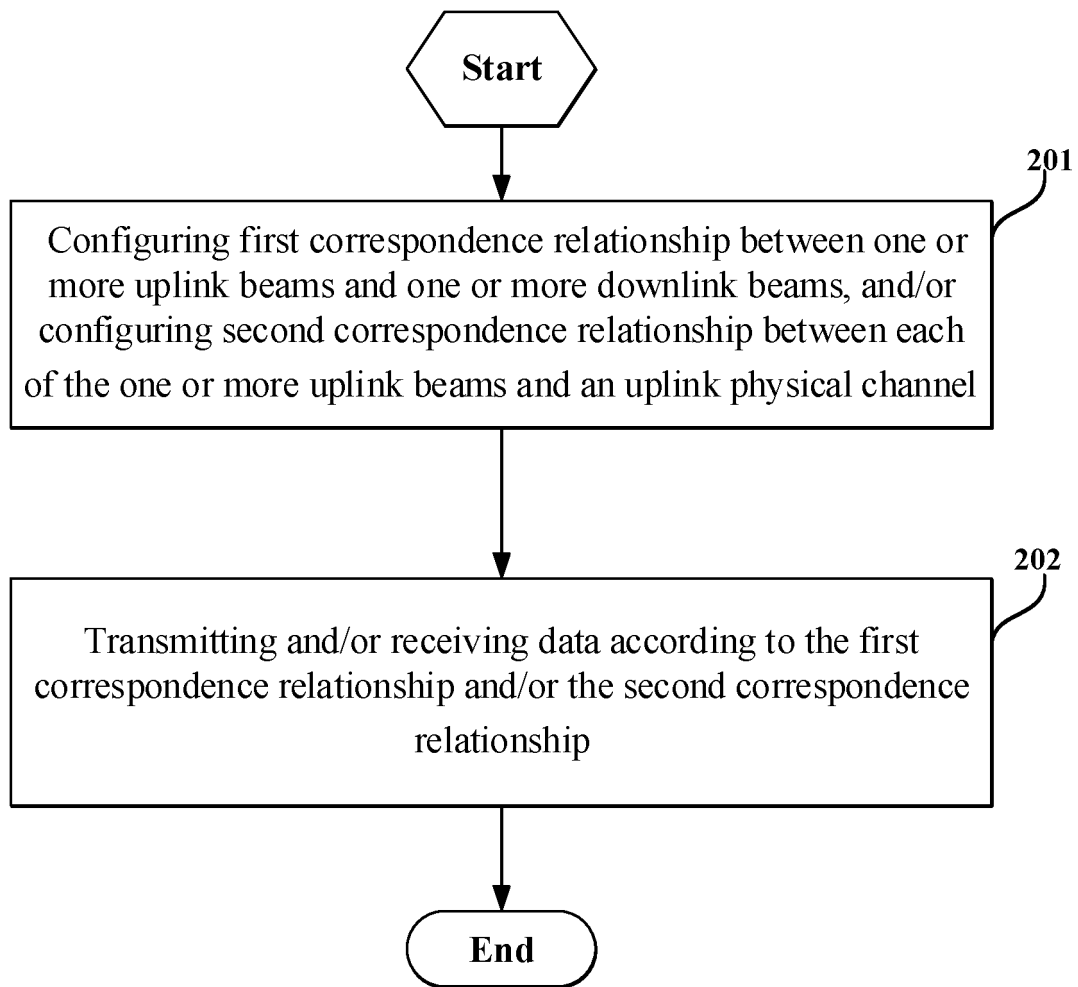 Start
201
Configuring first correspondence relationship between one or
more uplink beams and one or more downlink beams, and/or
configuring second correspondence relationship between each
of the one or more uplink beams and an uplink physical channel
202
Transmitting and/or receiving data according to the first
correspondence relationship and/or the second correspondence
relationship
End